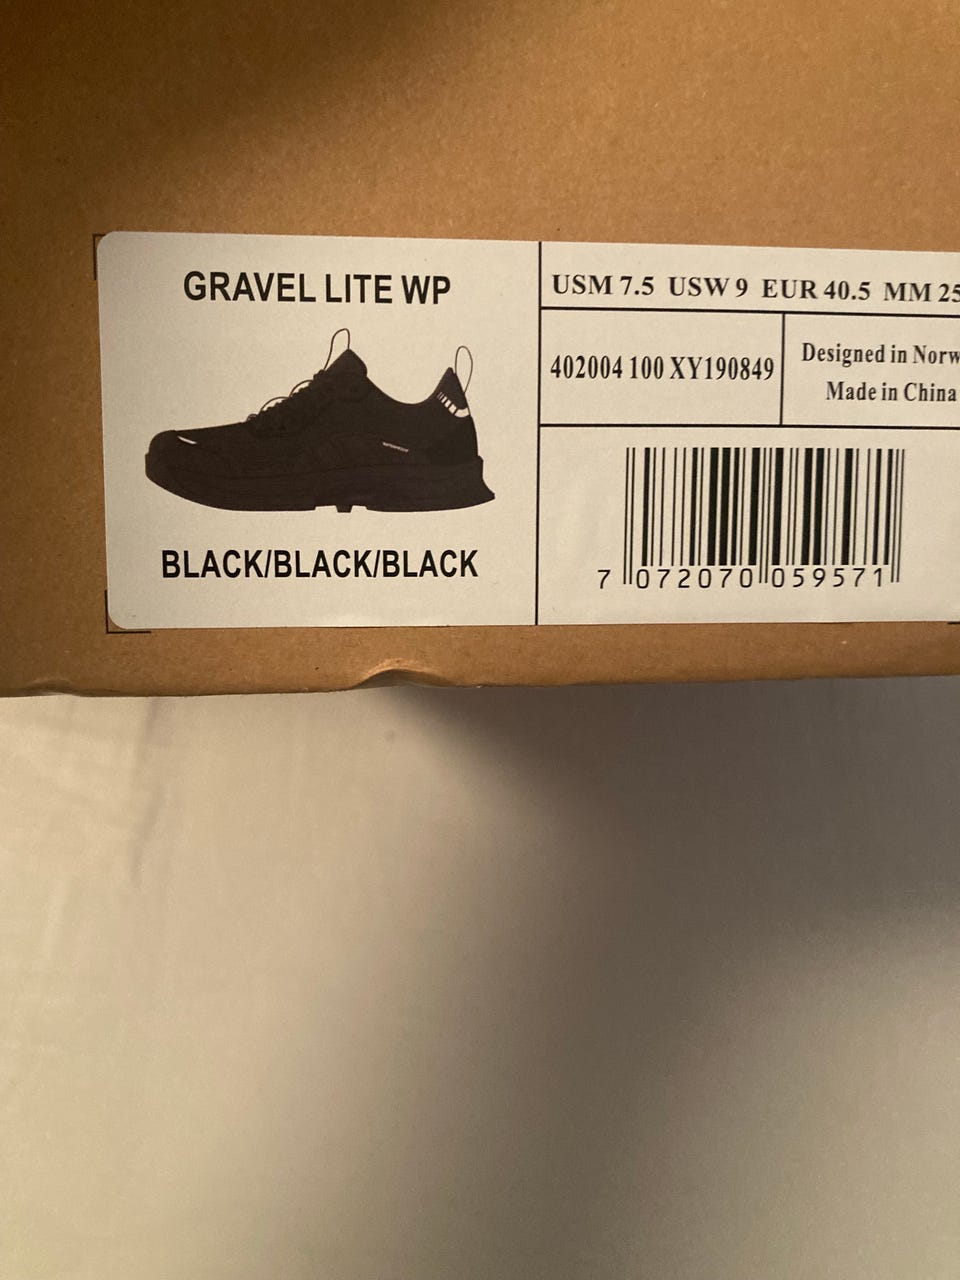 GRAVEL LITE WP
BLACK/BLACK/BLACK
USM 7.5 USW 9 EUR 40.5 MM 25
402004 100 XY190849
Designed in Norw
Made in China
7 072070 059571